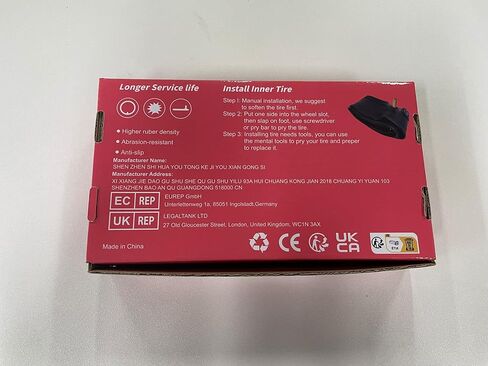 Longer Service life
Higher ruber density
Abrasion-resistant
Anti-slip
Install Inner Tire
Step I: Manual installation, we suggest
to soften the tire first.
Step 2: Put one side into the wheel slot,
then slap on foot, use screwdriver
or pry bar to pry the tire.
Step 3: Installing tire needs tools, you can use
the mental tools to pry your tire and peper
to replace it.
Manufacturer Name:
SHEN ZHEN SHI HUA YOU TONG KE JI YOU XIAN GONG SI
Manufacturer Address:
XI XIANG JIE DAO GU SHU SHE QU GU SHU YILU 93A HUI CHUANG KONG JIAN 2018 CHUANG YI YUAN 103
SHENZHEN BAO AN QU GUANGDONG 518000 CN
EC REP
EUREP GmbH
Unterlettenweg 1a, 85051 Ingolstadt,Germany
UK REP
LEGALTANK LTD
27 Old Gloucester Street, London, United Kingdom, WC1N 3AX
Made in China
CE
UK
CA